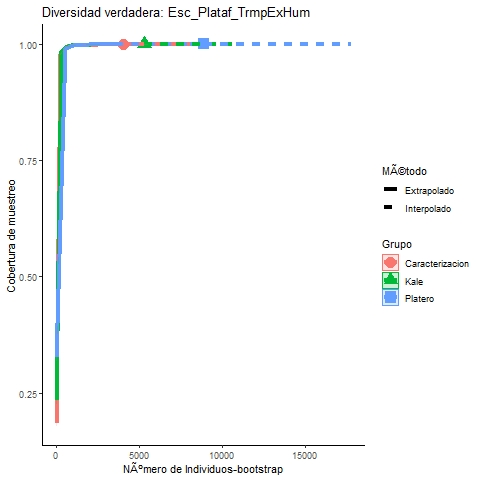 Diversidad verdadera: Esc_Plataf_TrmpExHum
1.00
0.75
0.50
0.25
Cobertura de muestreo
0
5000
10000
15000
NÃºmero de Individuos-bootstrap
MÃ©todo
Extrapolado
Interpolado
Grupo
Caracterizacion
Kale
Platero